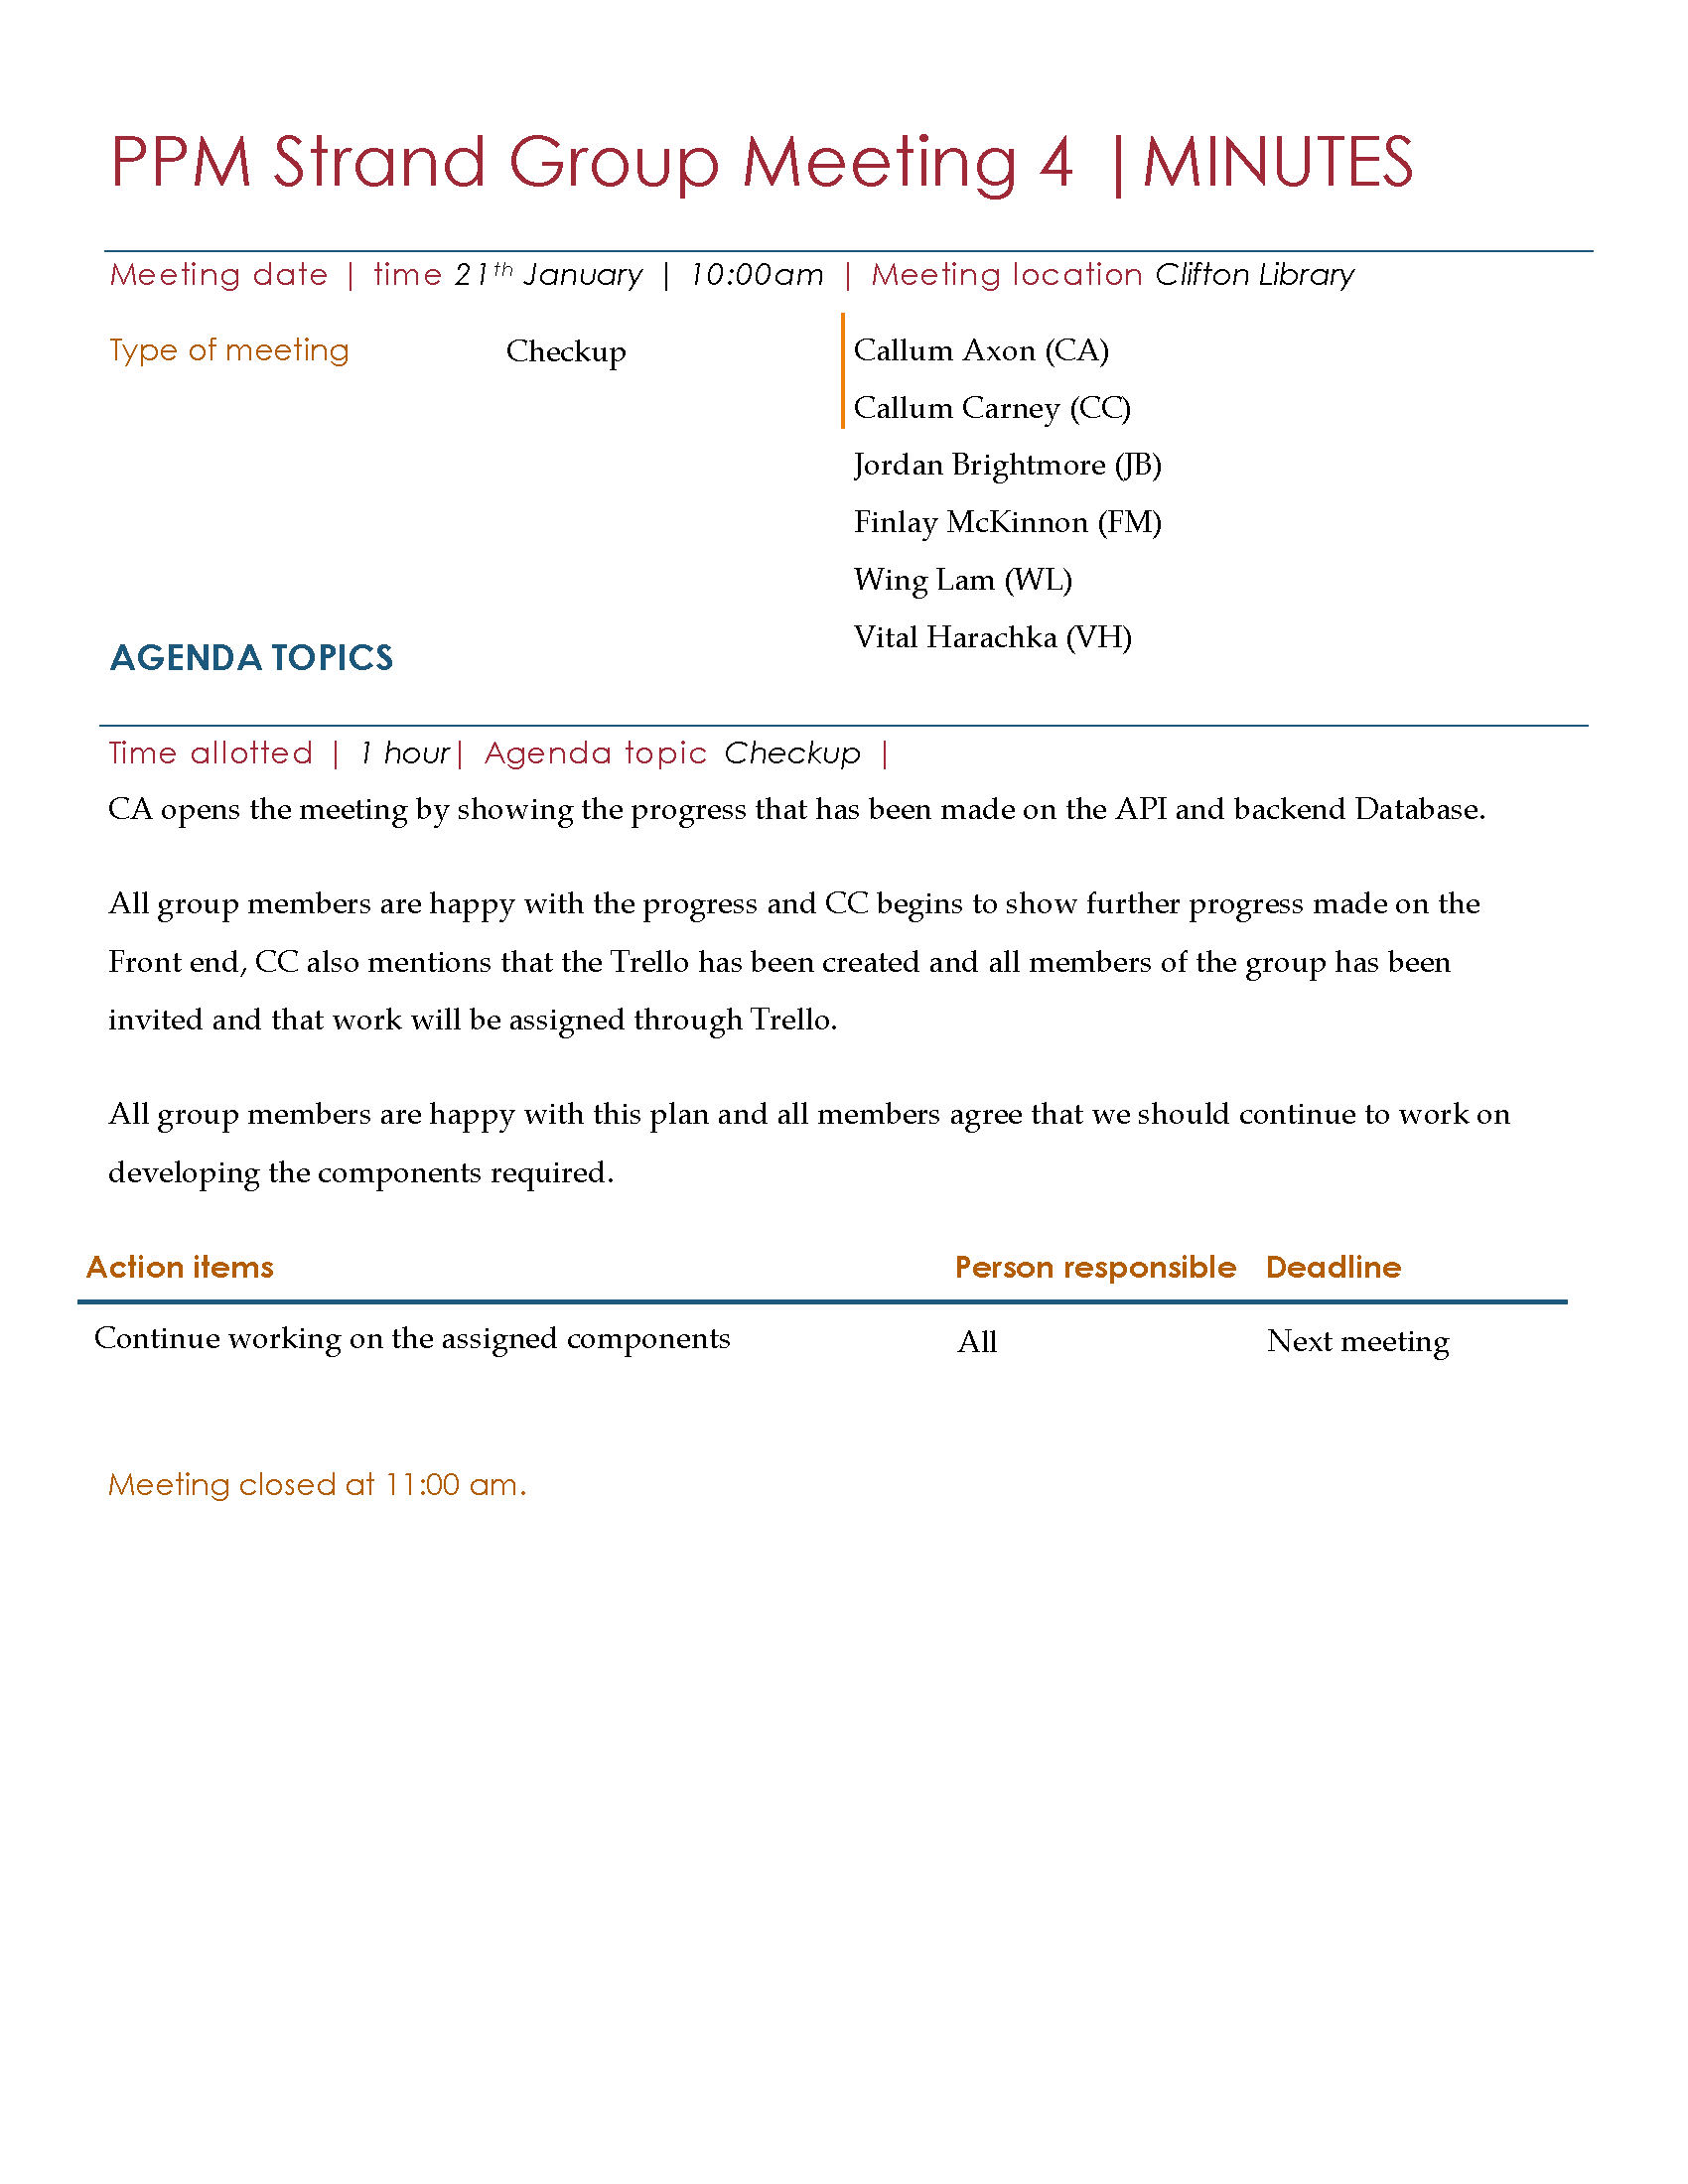 PPM Strand Group Meeting 4 |MINUTES
Meeting date | time 21th January | 10:00am | Meeting location Clifton Library
Type of meeting Checkup
Callum Axon (CA)
Callum Carney (CC)
Jordan Brightmore (JB)
Finlay McKinnon (FM)
Wing Lam (WL)
Vital Harachka (VH)
AGENDA TOPICS
Time allotted | 1 hour| Agenda topic Checkup |
CA opens the meeting by showing the progress that has been made on the API and backend Database.
All group members are happy with the progress and CC begins to show further progress made on the
Front end, CC also mentions that the Trello has been created and all members of the group has been
invited and that work will be assigned through Trello.
All group members are happy with this plan and all members agree that we should continue to work on
developing the components required.
Action items Person responsible Deadline
Continue working on the assigned components All Next meeting
Meeting closed at 11:00 am.